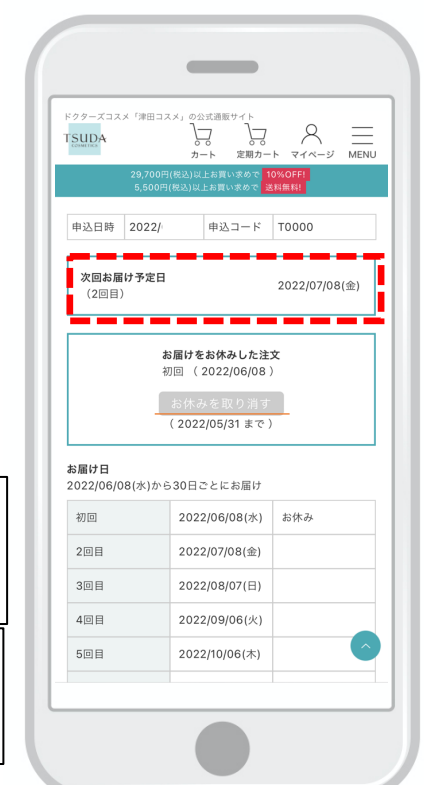 ドクターズコスメ「津田コスメ」の公式通販サイト
TSUDA
COSMETICS
カート 定期カート マイページ MENU
29,700円(税込)以上お買い求めで 10%OFF!
5,500円(税込)以上お買い求めで 送料無料!
申込日時 2022/ 申込コード T0000
次回お届け予定日
（2回目） 2022/07/08(金)
お届けをお休みした注文
初回 （ 2022/06/08 ）
お休みを取り消す
（ 2022/05/31 まで ）
お届け日
2022/06/08(水)から30日ごとにお届け
初回 2022/06/08(水) お休み
2回目 2022/07/08(金)
3回目 2022/08/07(日)
4回目 2022/09/06(火)
5回目 2022/10/06(木)